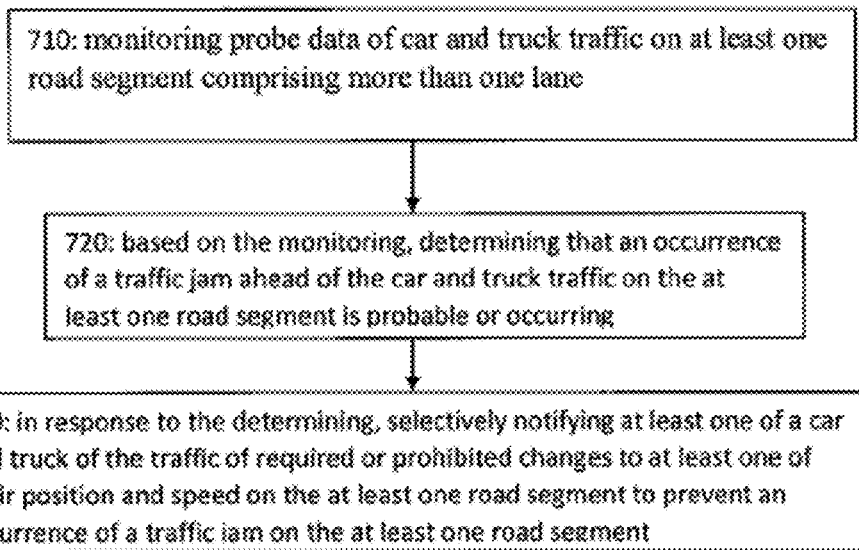 710: monitoring probe data of car and truck traffic on at least one
road segment comprising more than one lane
720: based on the monitoring, determining that an occurrence
of a traffic jam ahead of the car and truck traffic on the at
least one road segment is probable or occurring
: in response to the determining, selectively notifying at least one of a car
truck of the traffic of required or prohibited changes to at least one of
position and speed on the at least one road segment to prevent an
of a traffic jam on the at least one road segment